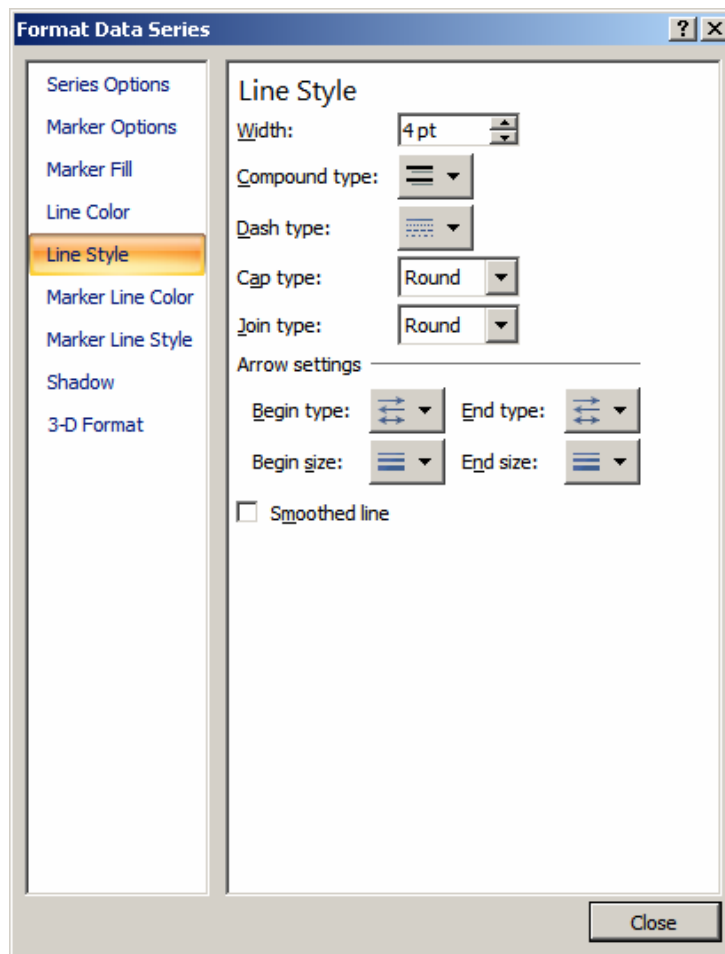 Format Data Series
Series Options
Marker Options
Marker Fill
Line Color
Line Style
Marker Line Color
Marker Line Style
Shadow
3-D Format
Line Style
Width: 4 pt
Compound type:
Dash type:
Cap type: Round
Join type: Round
Arrow settings
Begin type: End type:
Begin size: End size:
Smoothed line
Close